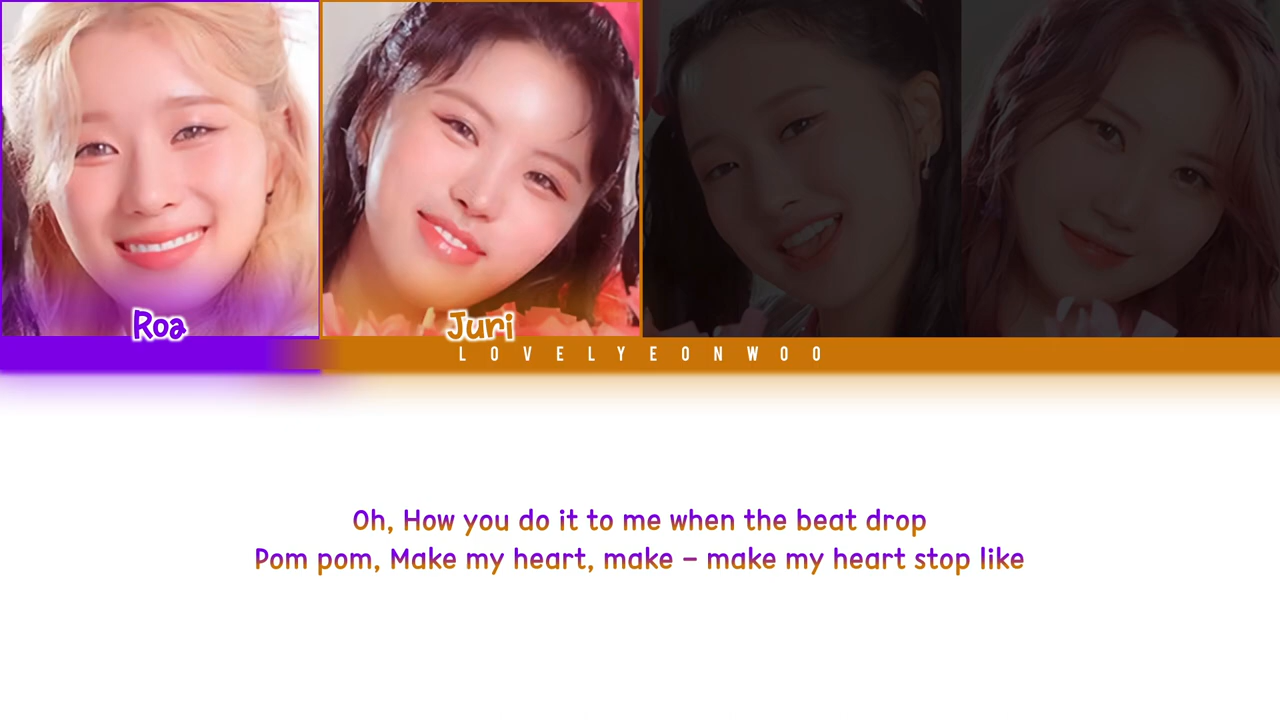 Roa
Juri
LOVELYEONWOO
Oh, How you do it to me when the beat drop
Pom pom, Make my heart, make – make my heart stop like